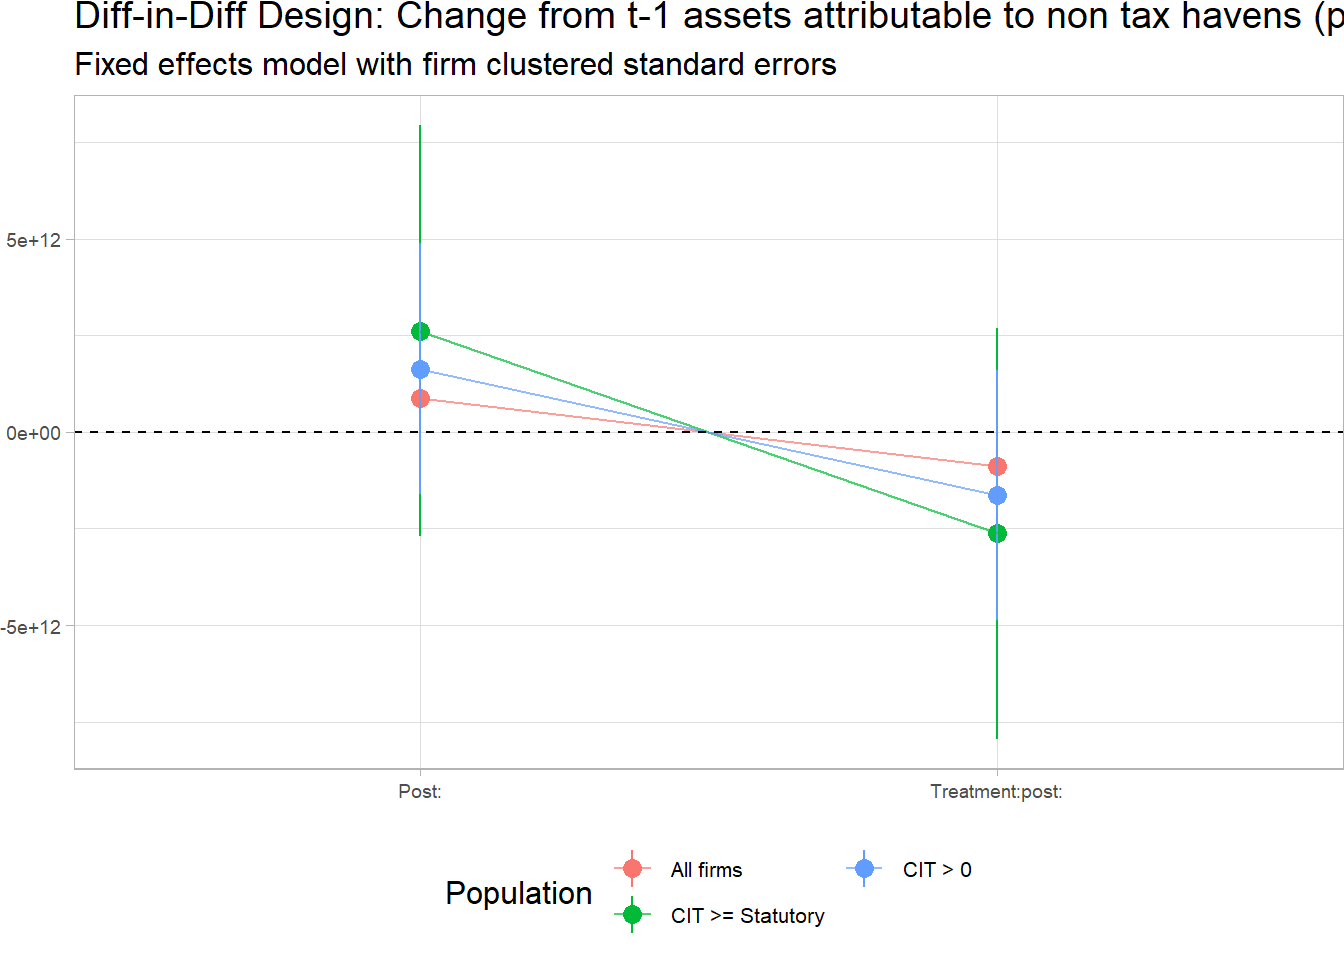 Diff-in-Diff Design: Change from t-1 assets attributable to non tax havens (p
Fixed effects model with firm clustered standard errors
5e+12
0e+00
-5e+12
Post:
Treatment:post:
Population
All firms
CIT > 0
CIT >= Statutory